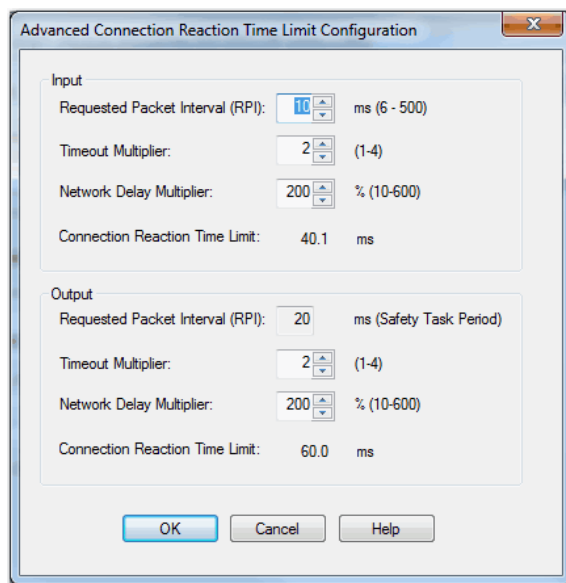 Advanced Connection Reaction Time Limit Configuration
Input
Requested Packet Interval (RPI): 10 ms (6 - 500)
Timeout Multiplier: 2 (1-4)
Network Delay Multiplier: 200 % (10-600)
Connection Reaction Time Limit: 40.1 ms
Output
Requested Packet Interval (RPI): 20 ms (Safety Task Period)
Timeout Multiplier: 2 (1-4)
Network Delay Multiplier: 200 % (10-600)
Connection Reaction Time Limit: 60.0 ms
OK Cancel Help